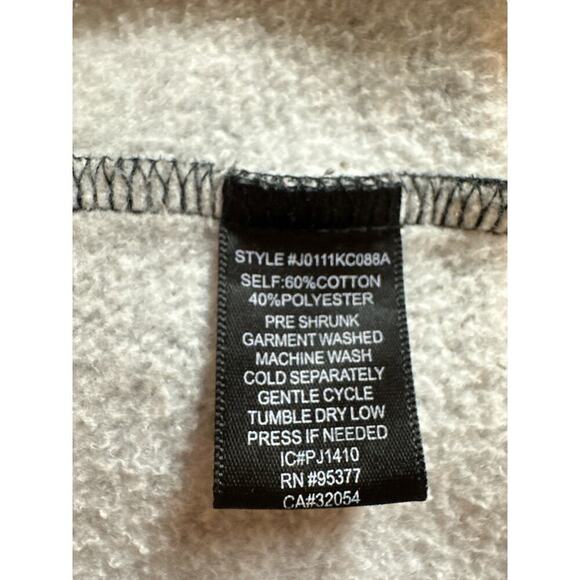 STYLE #J0111KC088A
SELF:60%COTTON
40%POLYESTER
PRE SHRUNK
GARMENT WASHED
MACHINE WASH
COLD SEPARATELY
GENTLE CYCLE
TUMBLE DRY LOW
PRESS IF NEEDED
IC#PJ1410
RN #95377
CA#32054